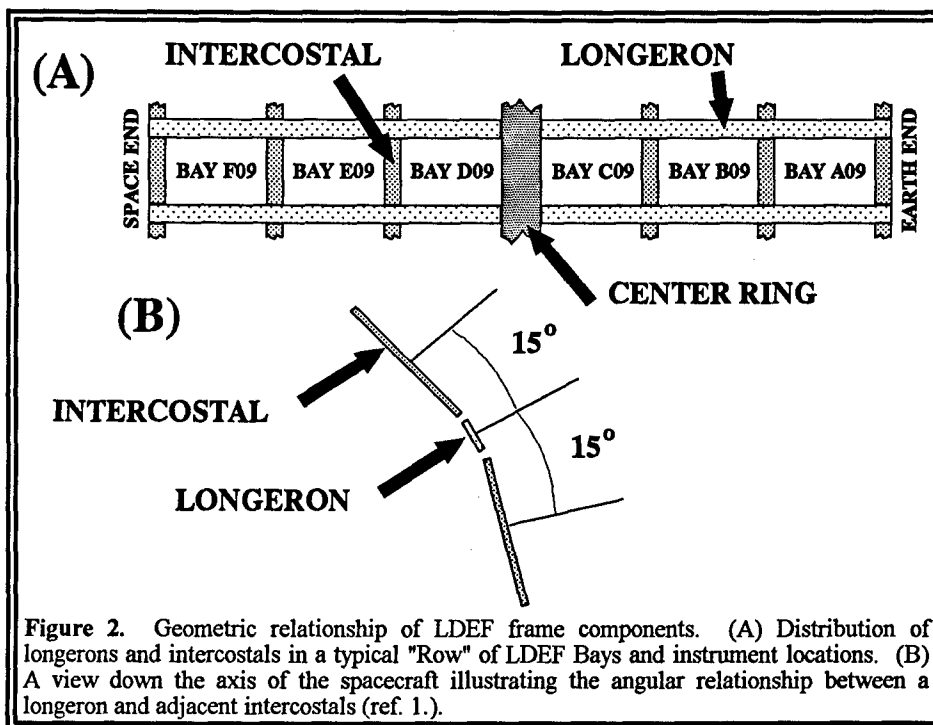 (A)
INTERCOSTAL
LONGERON
SPACE END
BAY F09
BAY E09
BAY D09
BAY C09
BAY B09
BAY A09
EARTH END
CENTER RING
(B)
15°
INTERCOSTAL
15°
LONGERON
Figure 2. Geometric relationship of LDEF frame components. (A) Distribution of
longerons and intercostals in a typical "Row" of LDEF Bays and instrument locations. (B)
A view down the axis of the spacecraft illustrating the angular relationship between a
longeron and adjacent intercostals (ref. 1.).